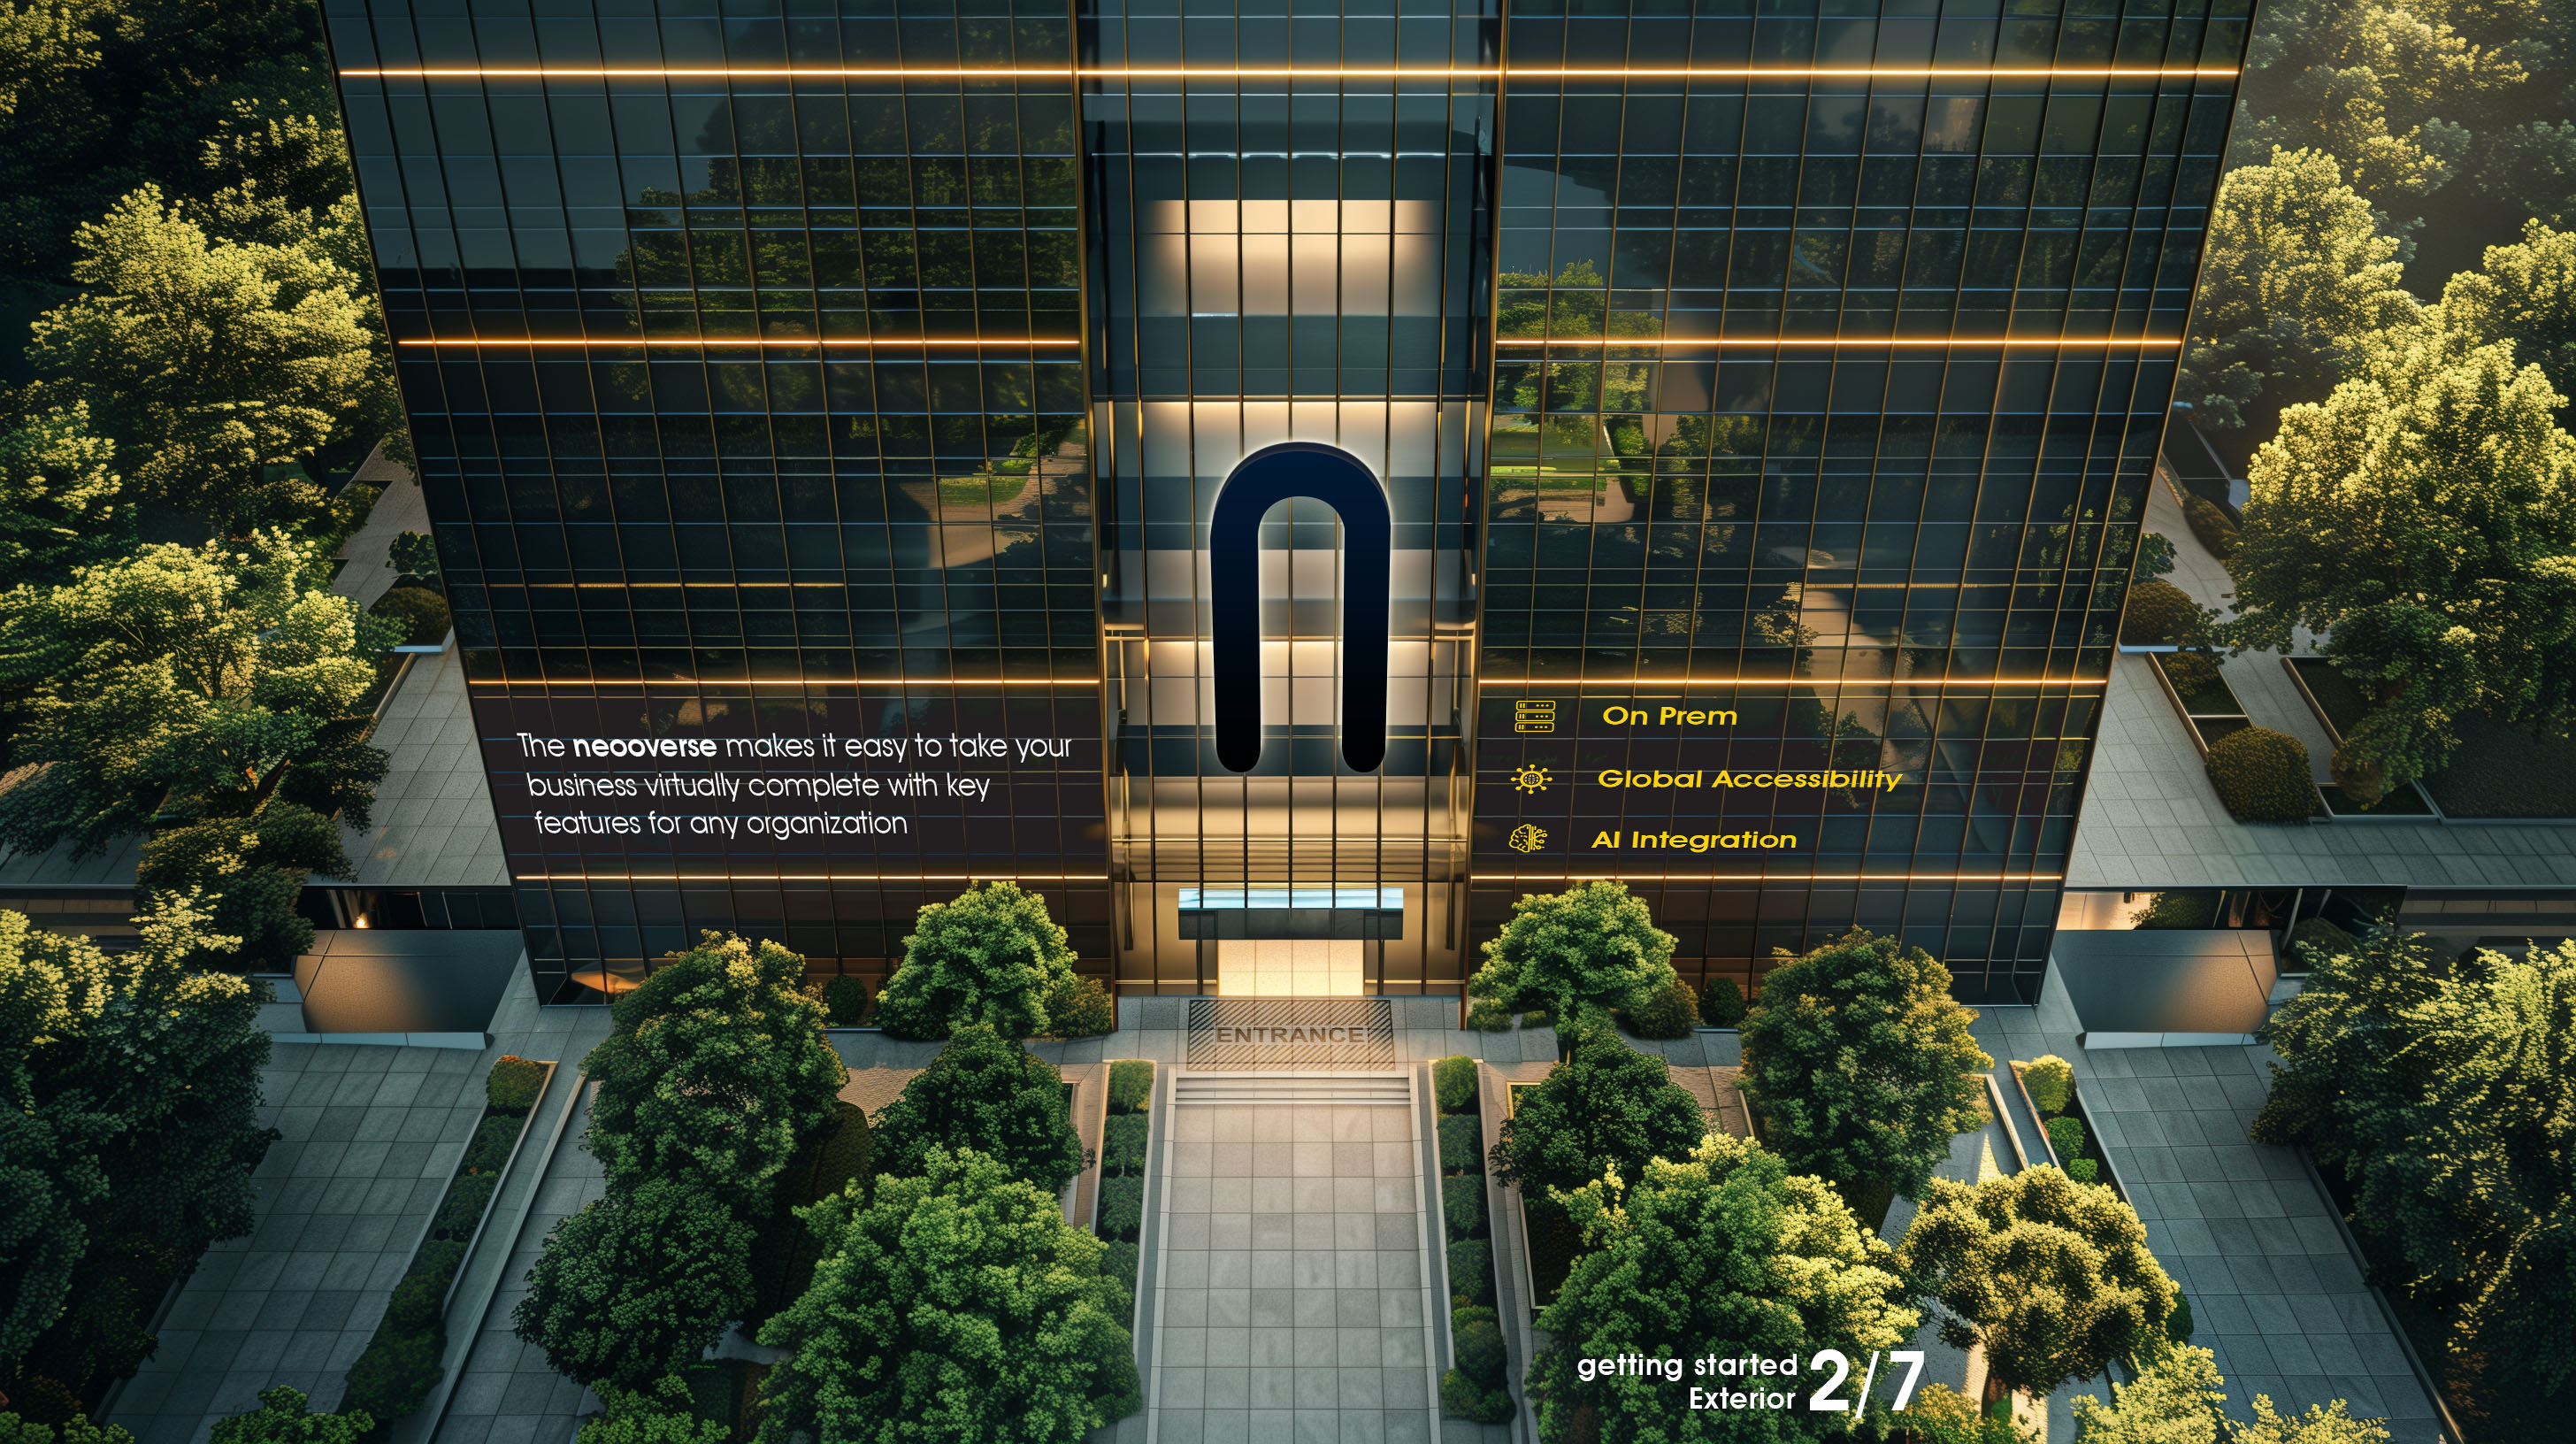 The neooverse makes it easy to take your
business virtually complete with key
features for any organization
n
On Prem
Global Accessibility
AI Integration
ENTRANCE
getting started
Exterior
2/7